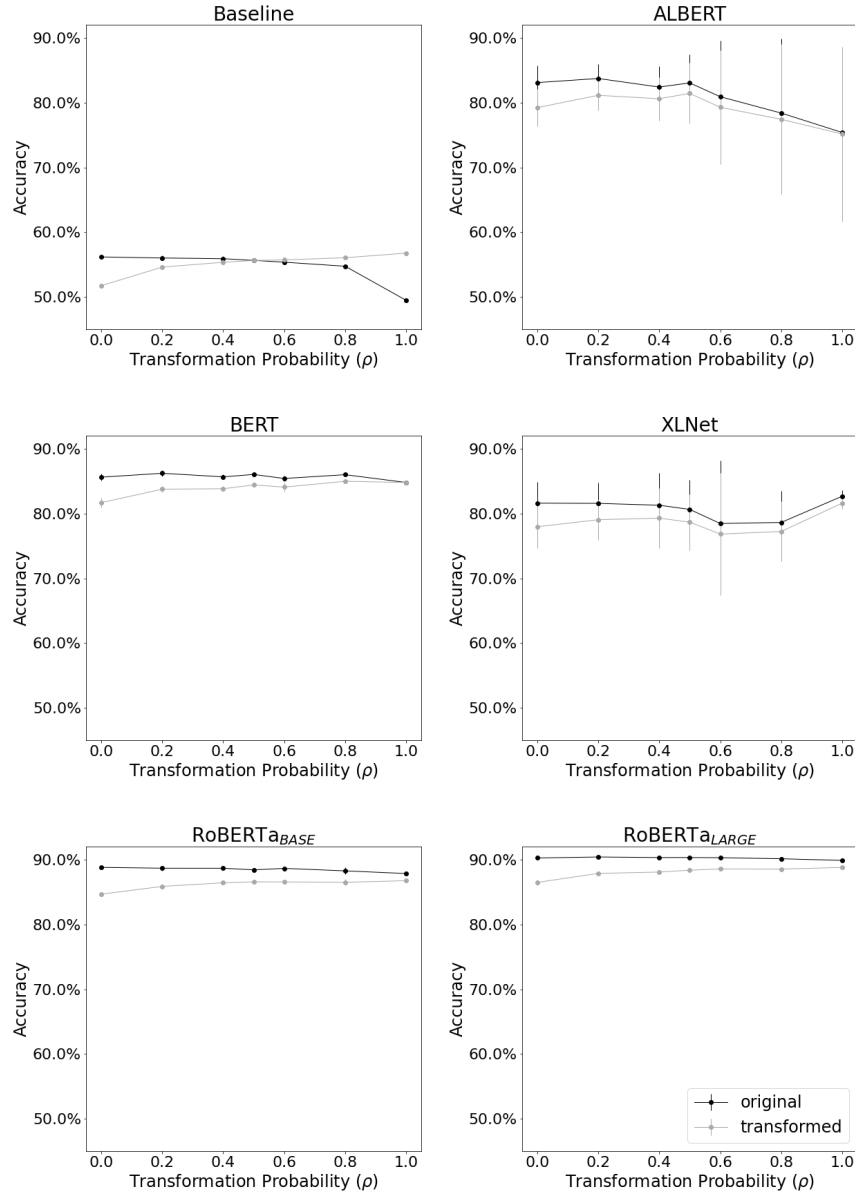 Baseline
90.0%
80.0%
70.0%
60.0%
50.0%
Accuracy
0.0 0.2 0.4 0.6 0.8 1.0
Transformation Probability (ρ)
ALBERT
90.0%
80.0%
70.0%
60.0%
50.0%
Accuracy
0.0 0.2 0.4 0.6 0.8 1.0
Transformation Probability (ρ)
BERT
90.0%
80.0%
70.0%
60.0%
50.0%
Accuracy
0.0 0.2 0.4 0.6 0.8 1.0
Transformation Probability (ρ)
XLNet
90.0%
80.0%
70.0%
60.0%
50.0%
Accuracy
0.0 0.2 0.4 0.6 0.8 1.0
Transformation Probability (ρ)
RoBERTa BASE
90.0%
80.0%
70.0%
60.0%
50.0%
Accuracy
0.0 0.2 0.4 0.6 0.8 1.0
Transformation Probability (ρ)
RoBERTa LARGE
90.0%
80.0%
70.0%
60.0%
50.0%
Accuracy
0.0 0.2 0.4 0.6 0.8 1.0
Transformation Probability (ρ)
original
transformed